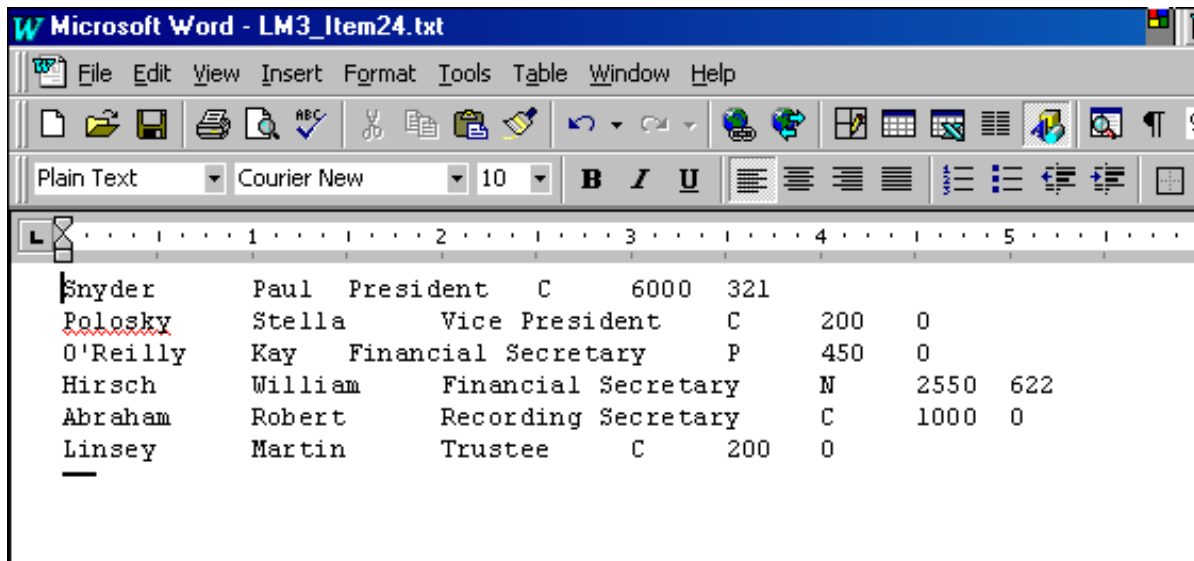 Microsoft Word - LM3_Item24.txt
File Edit View Insert Format Tools Table Window Help
ABC
Plain Text Courier New 10 B I U
1 2 3 4 5
Snyder Paul President C 6000 321
Polosky Stella Vice President C 200 0
O'Reilly Kay Financial Secretary P 450 0
Hirsch William Financial Secretary N 2550 622
Abraham Robert Recording Secretary C 1000 0
Linsey Martin Trustee C 200 0